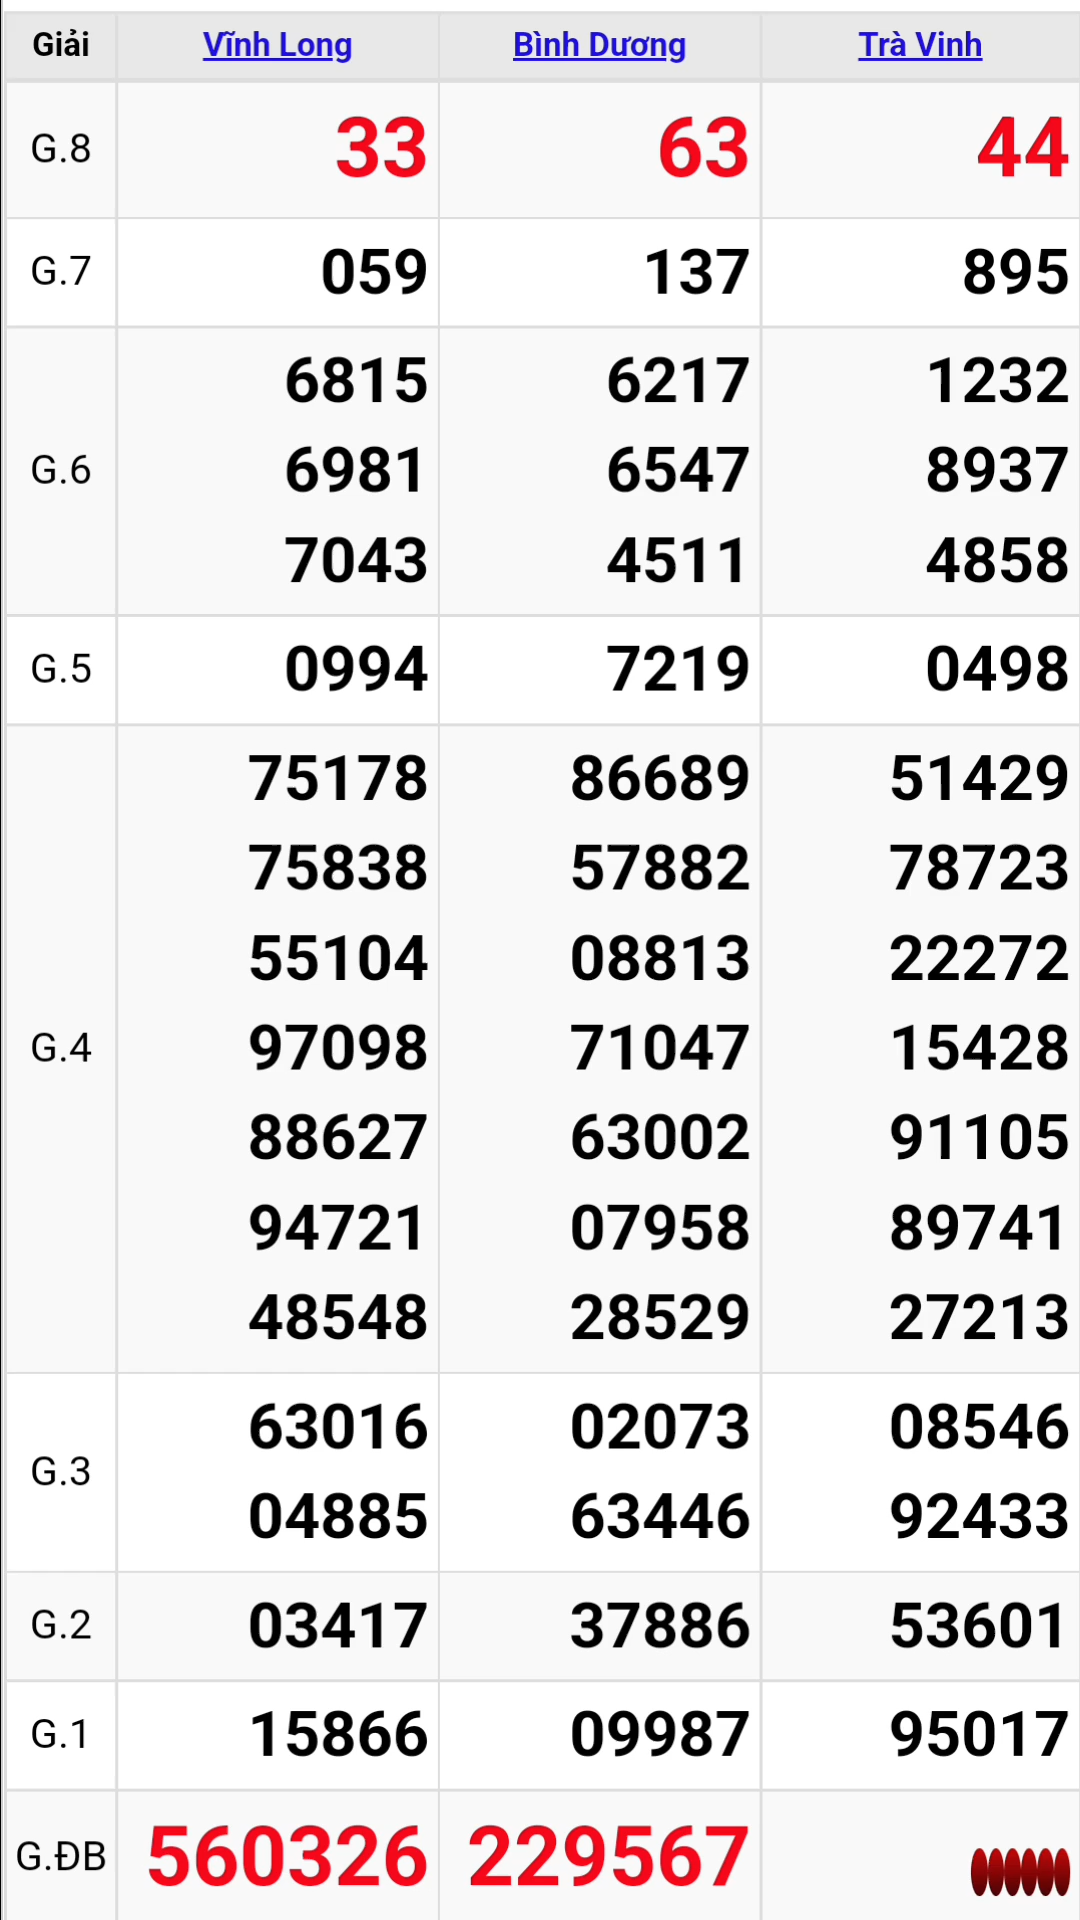 Giải Vĩnh Long Bình Dương Trà Vinh
G.8 33 63 44
G.7 059 137 895
G.6 6815 6217 1232
6981 6547 8937
7043 4511 4858
G.5 0994 7219 0498
G.4 75178 86689 51429
75838 57882 78723
55104 08813 22272
97098 71047 15428
88627 63002 91105
94721 07958 89741
48548 28529 27213
G.3 63016 02073 08546
04885 63446 92433
G.2 03417 37886 53601
G.1 15866 09987 95017
G.ĐB 560326 229567